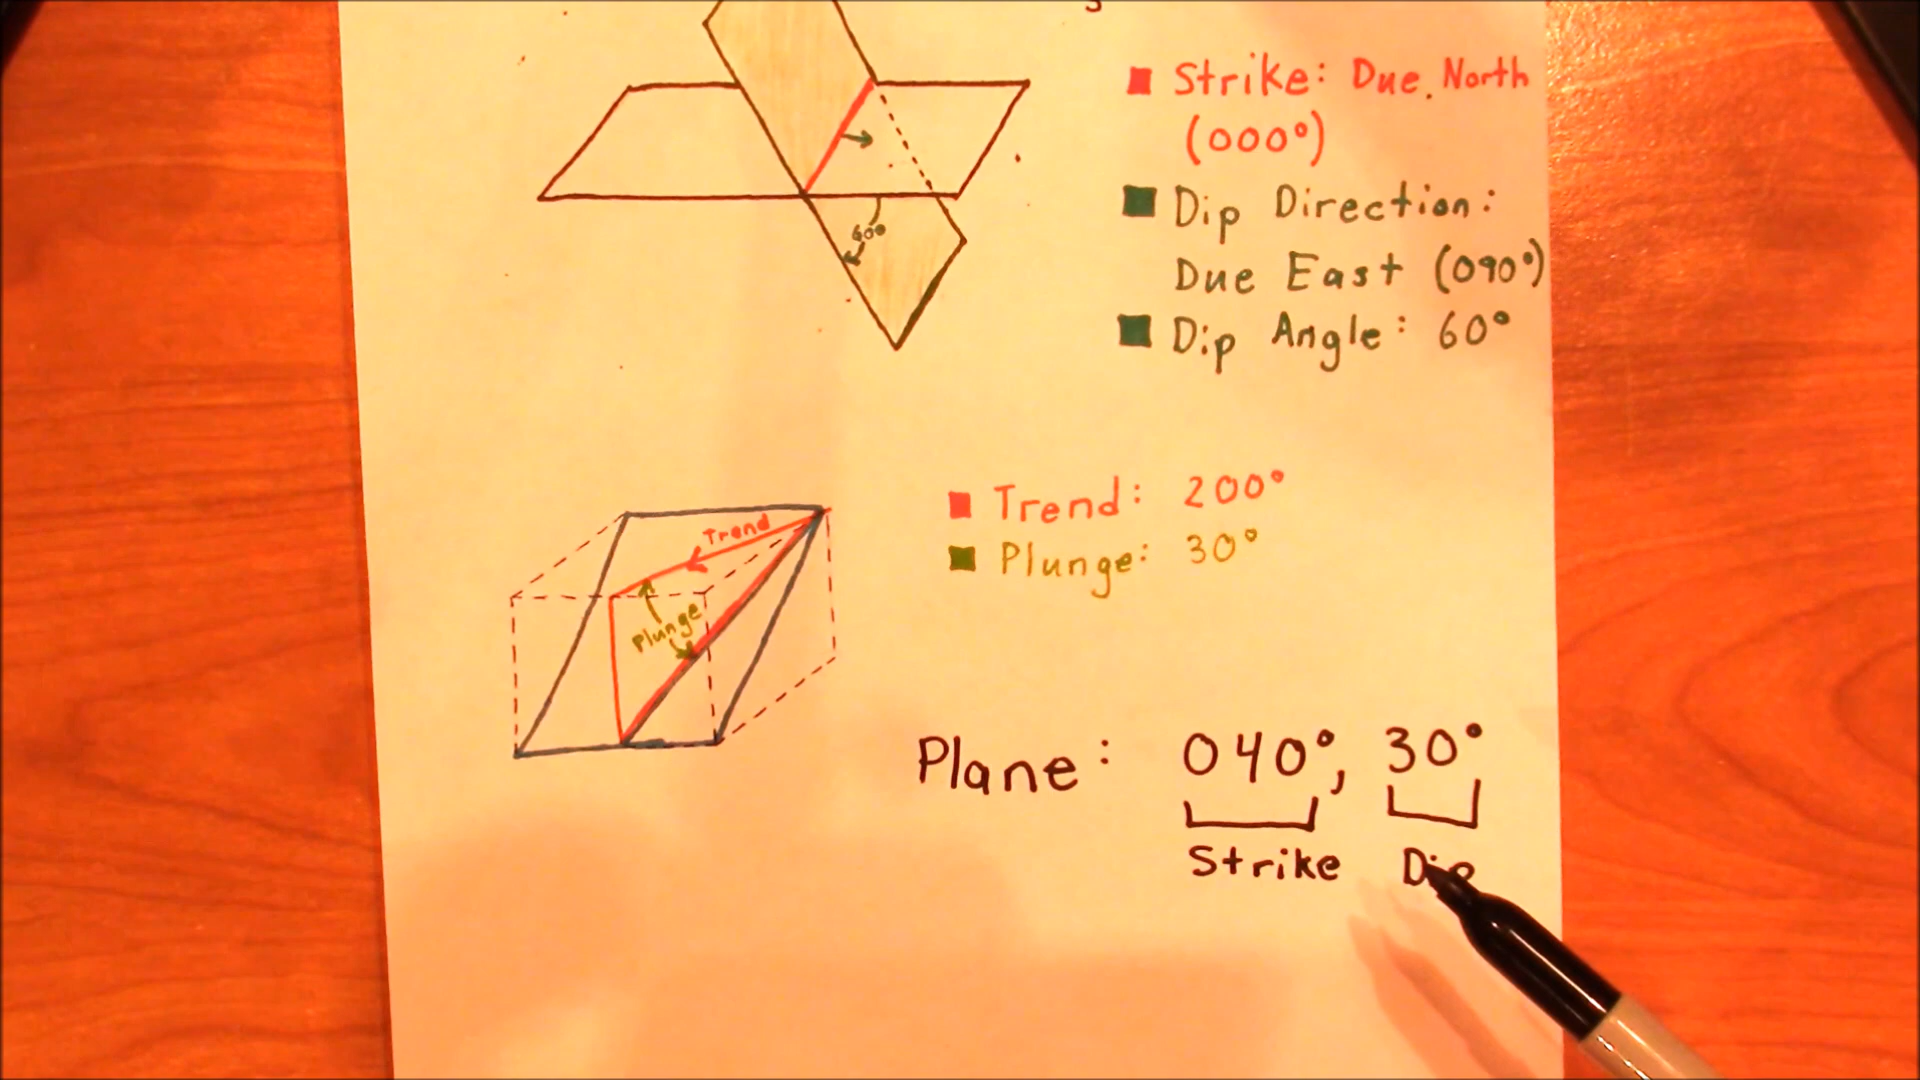 Strike: Due North
(000°)
Dip Direction:
Due East (090°)
Dip Angle: 60°
60°
Trend: 200°
Plunge: 30°
Trend
Plunge
Plane: 040°, 30°
Strike Dip